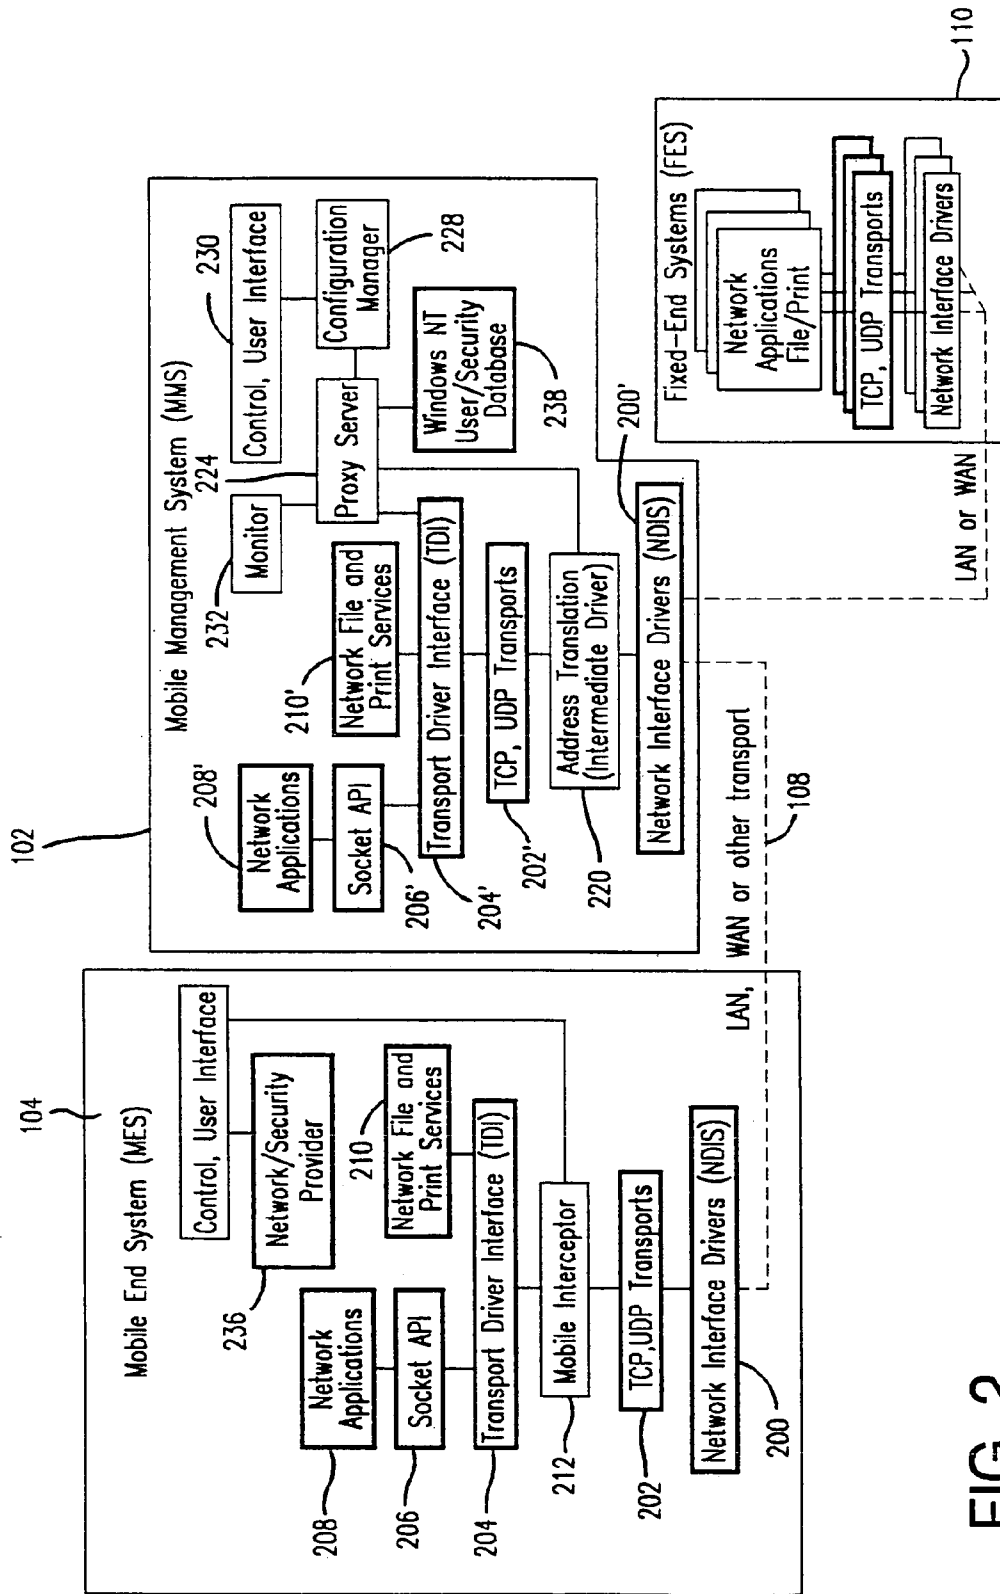 104
Mobile End System (MES)
Control, User Interface
Network/Security
Provider
236
210
Network File and
Print Services
Network
Applications
208
Socket API
206
Transport Driver Interface (TDI)
204
Mobile Interceptor
212
TCP,UDP Transports
202
Network Interface Drivers (NDIS)
200
102
Mobile Management System (MMS)
230
Control, User Interface
224
232
Monitor
Proxy Server
Configuration
Manager
228
Windows NT
User/Security
Database
238
208'
Network
Applications
Socket API
206'
210'
Network File and
Print Services
Transport Driver Interface (TDI)
204'
TCP, UDP Transports
202'
Address Translation
(Intermediate Driver)
220
200'
Network Interface Drivers (NDIS)
LAN, WAN or other transport
108
LAN or WAN
Fixed-End Systems (FES)
Network
Applications
File/Print
TCP, UDP Transports
Network Interface Drivers
110
FIG. 2